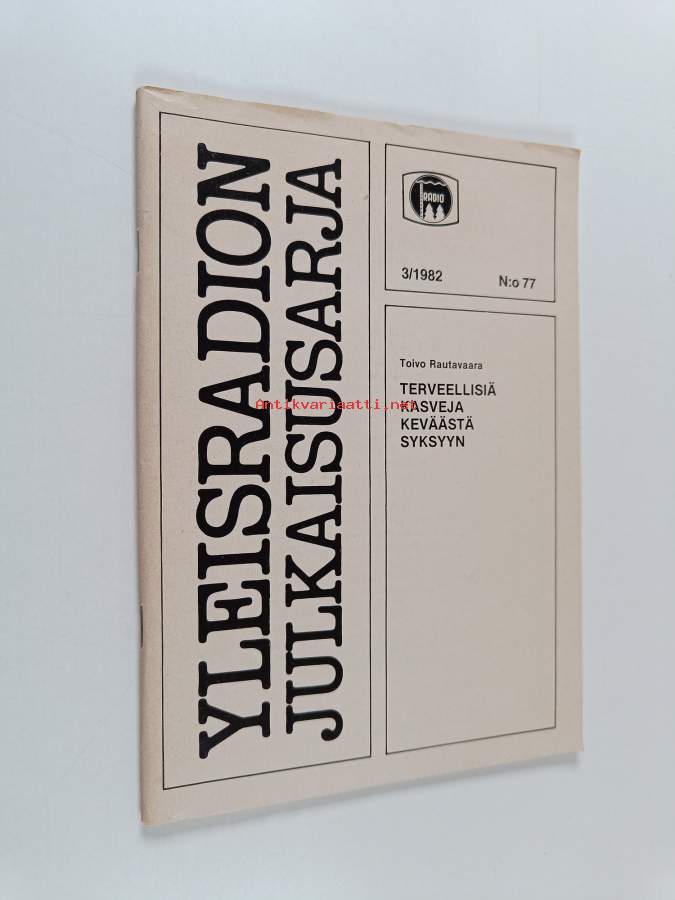 YLEISRADION
JULKAISUSARJA
RADIO
3/1982 N:o 77
Toivo Rautavaara
TERVEELLISIÄ
KASVEJA
KEVÄÄSTÄ
SYKSYYN
Antikvariaatti.net